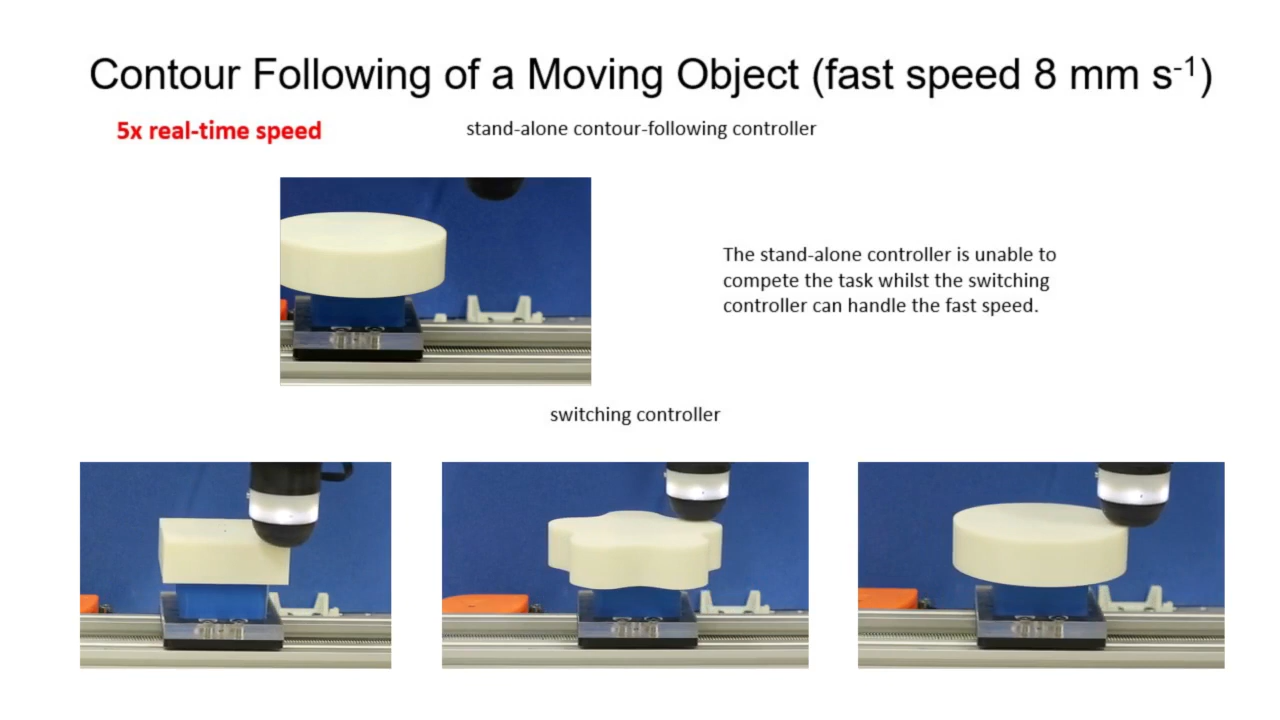 Contour Following of a Moving Object (fast speed 8 mm s⁻¹)
5x real-time speed
stand-alone contour-following controller
The stand-alone controller is unable to
compete the task whilst the switching
controller can handle the fast speed.
switching controller